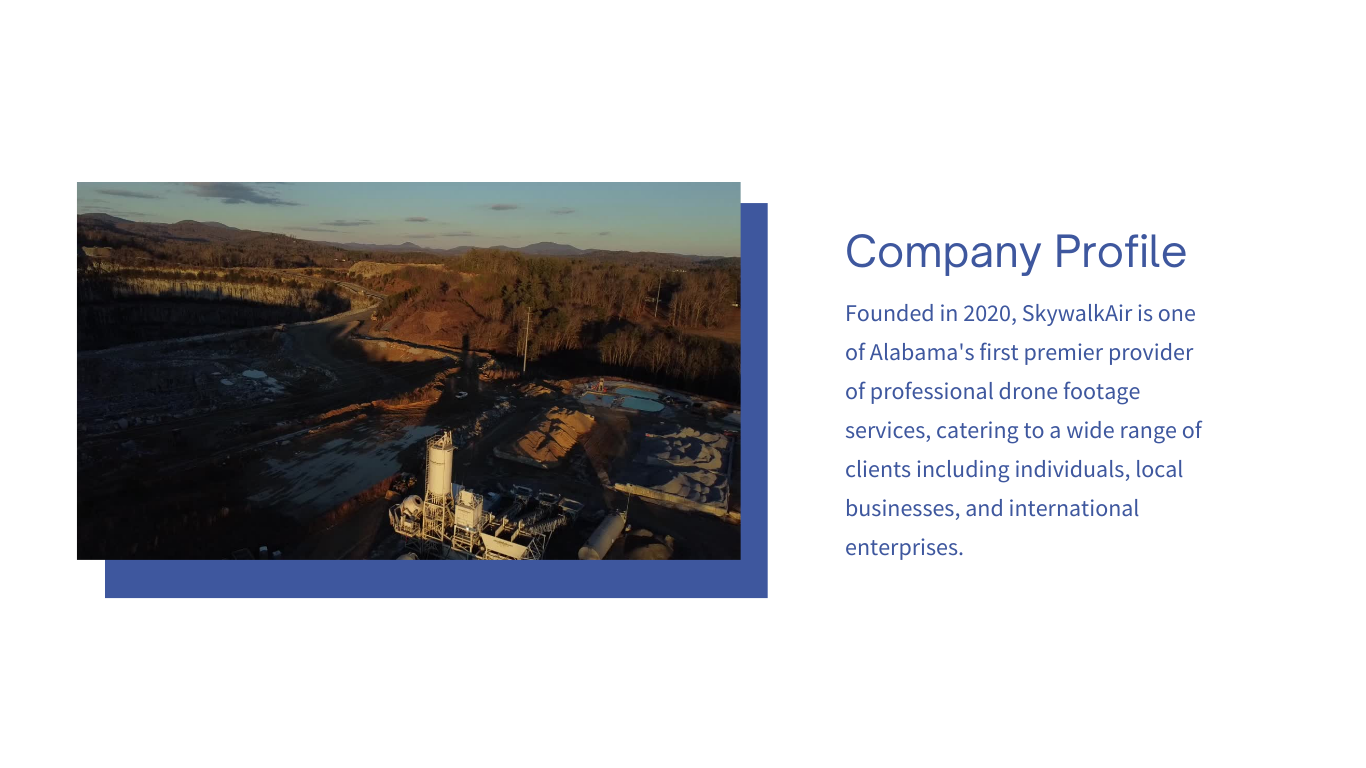 Company Profile
Founded in 2020, SkywalkAir is one
of Alabama's first premier provider
of professional drone footage
services, catering to a wide range of
clients including individuals, local
businesses, and international
enterprises.